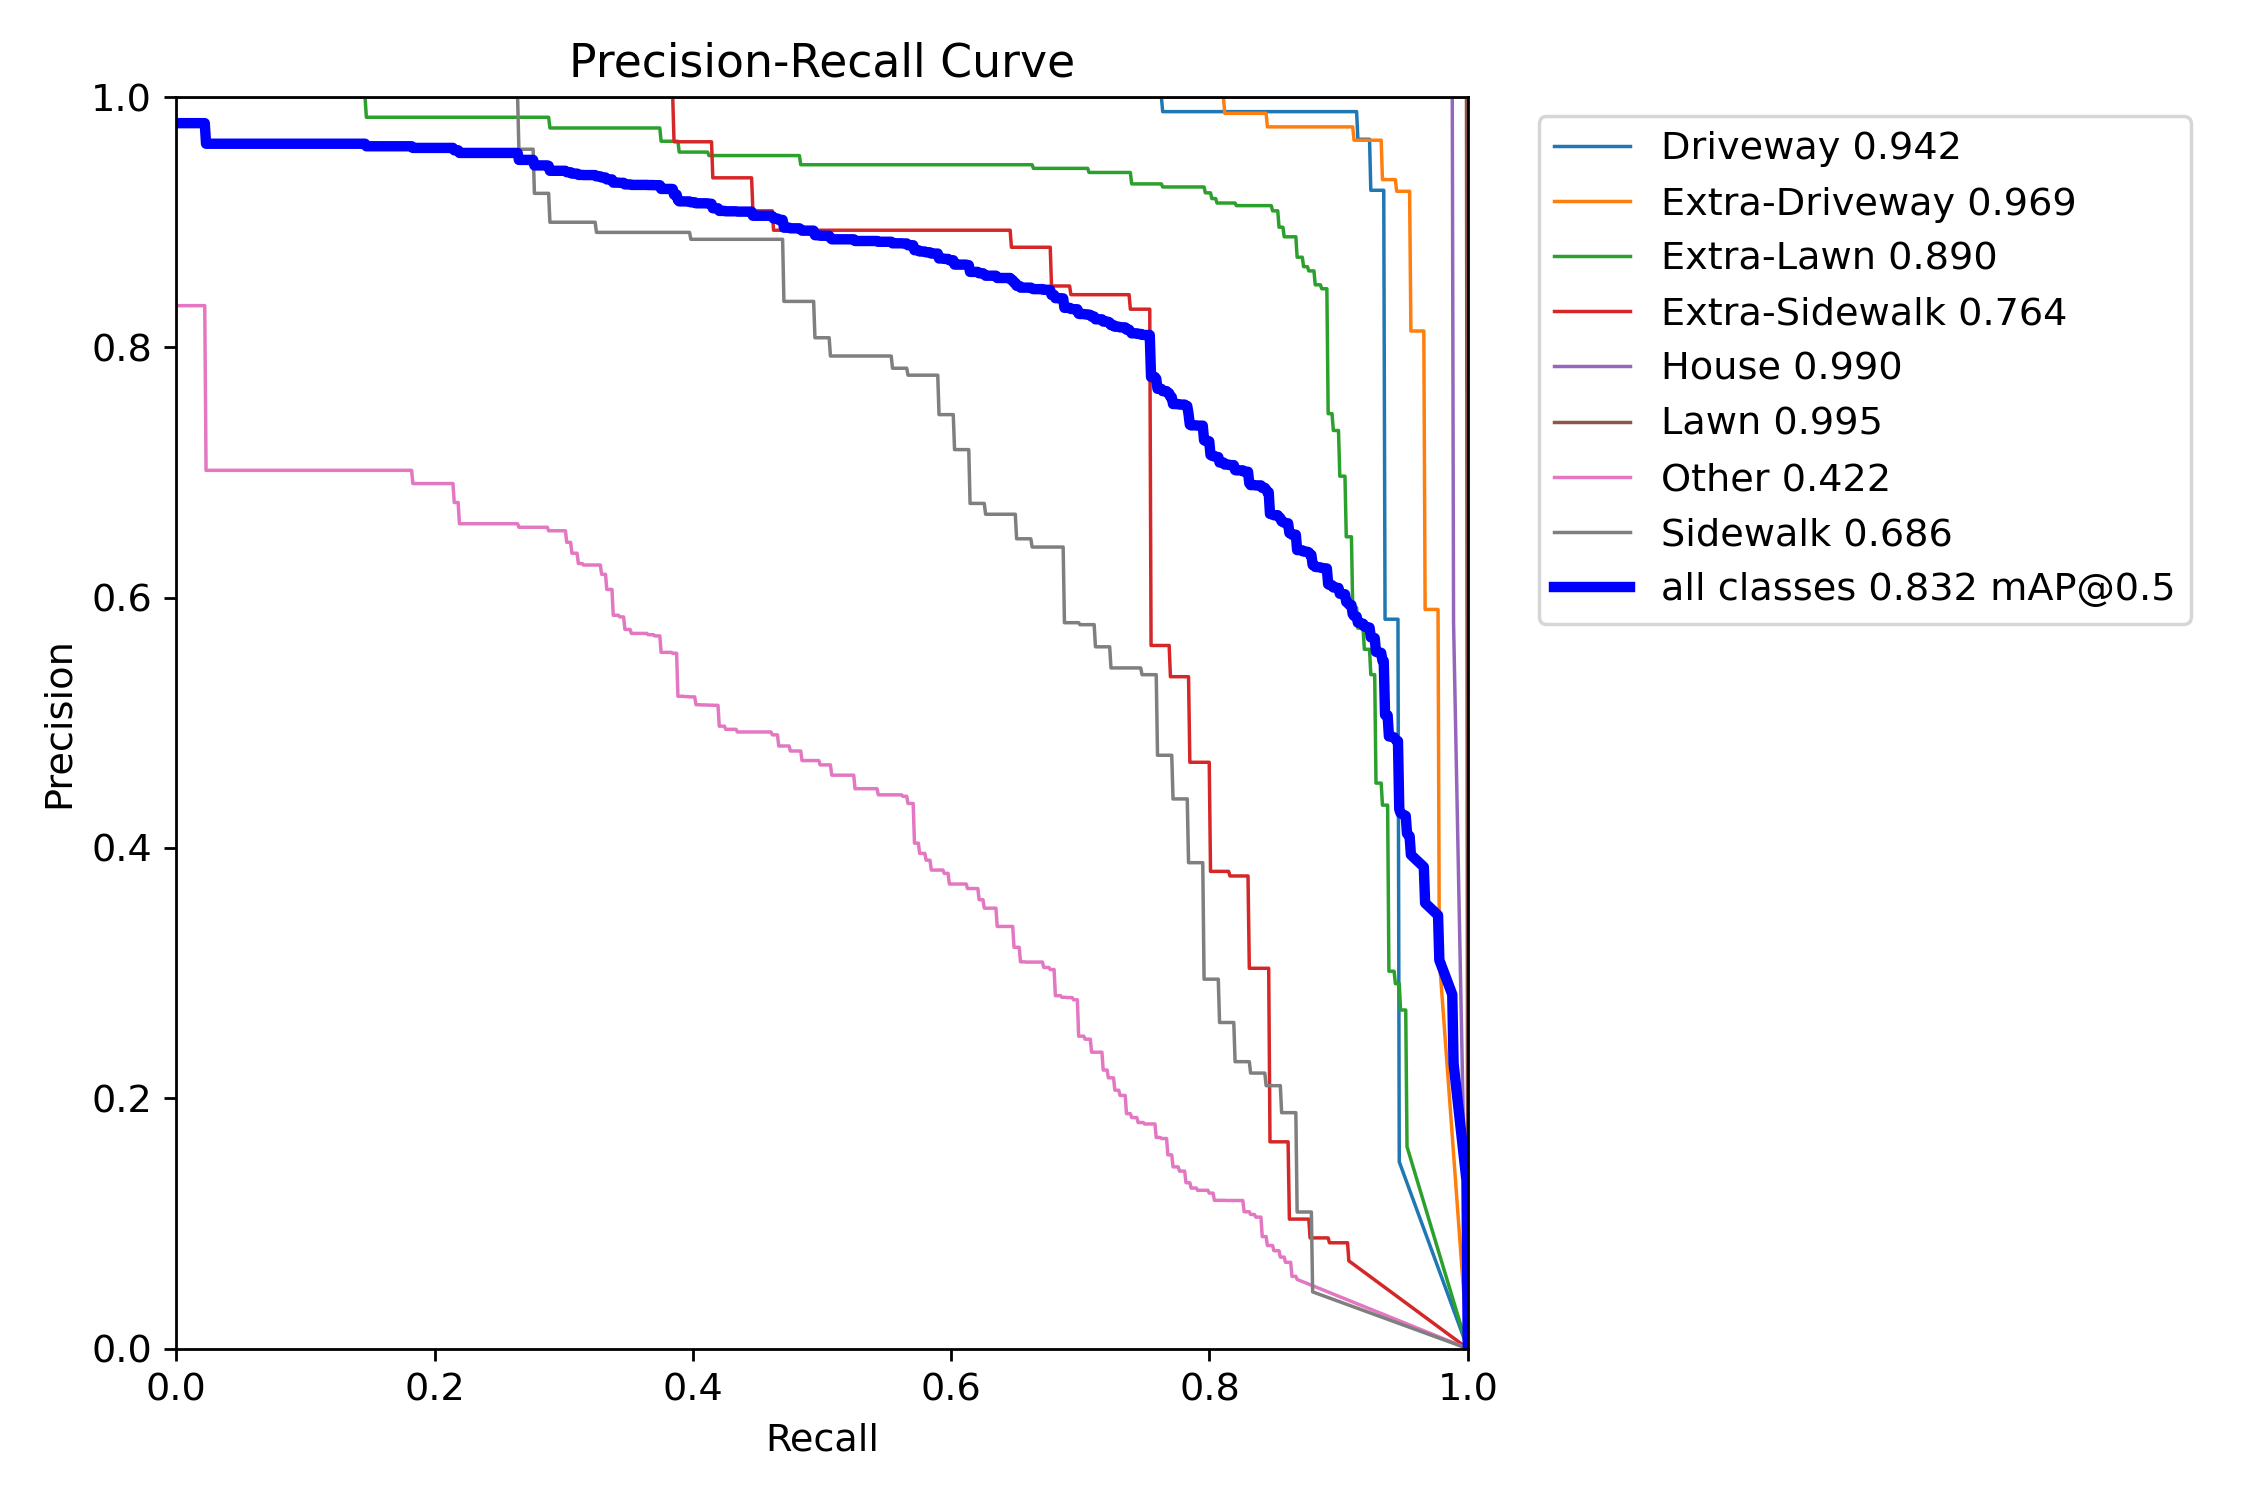 Precision-Recall Curve
1.0
0.8
0.6
0.4
0.2
0.0
Precision
0.0 0.2 0.4 0.6 0.8 1.0
Recall
Driveway 0.942
Extra-Driveway 0.969
Extra-Lawn 0.890
Extra-Sidewalk 0.764
House 0.990
Lawn 0.995
Other 0.422
Sidewalk 0.686
all classes 0.832 mAP@0.5